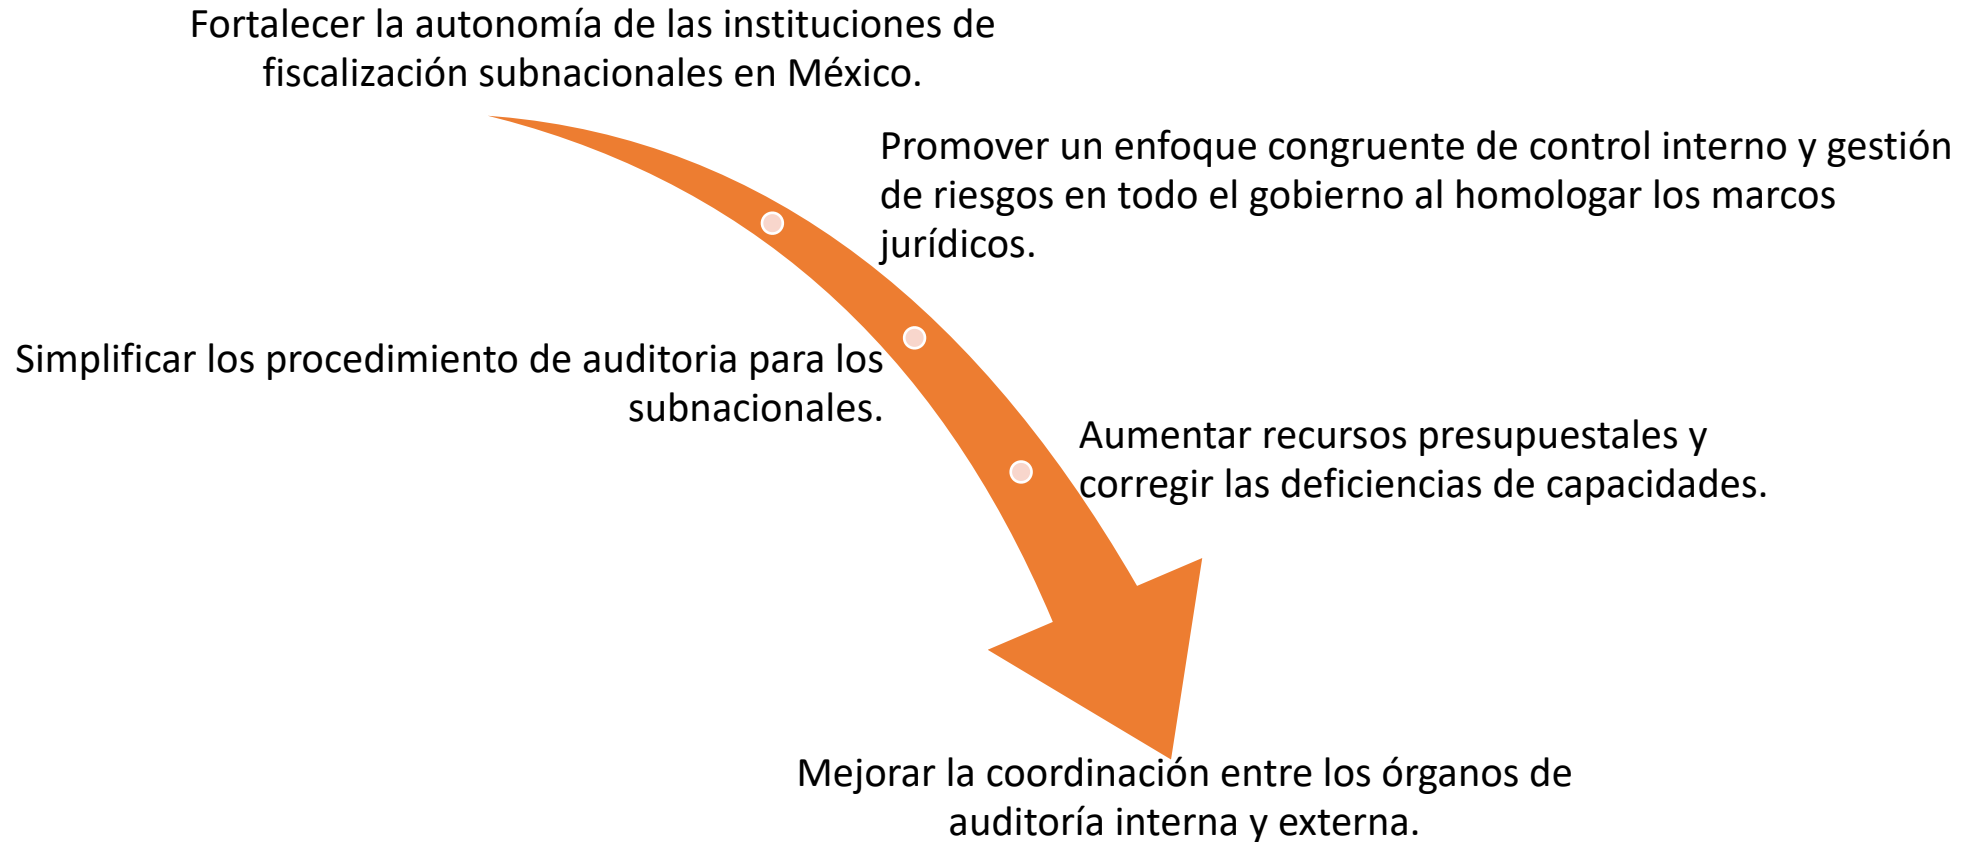 Fortalecer la autonomía de las instituciones de
fiscalización subnacionales en México.
Promover un enfoque congruente de control interno y gestión
de riesgos en todo el gobierno al homologar los marcos
jurídicos.
Simplificar los procedimiento de auditoria para los
subnacionales.
Aumentar recursos presupuestales y
corregir las deficiencias de capacidades.
Mejorar la coordinación entre los órganos de
auditoría interna y externa.